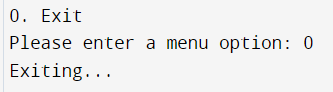 0. Exit
Please enter a menu option: 0
Exiting...